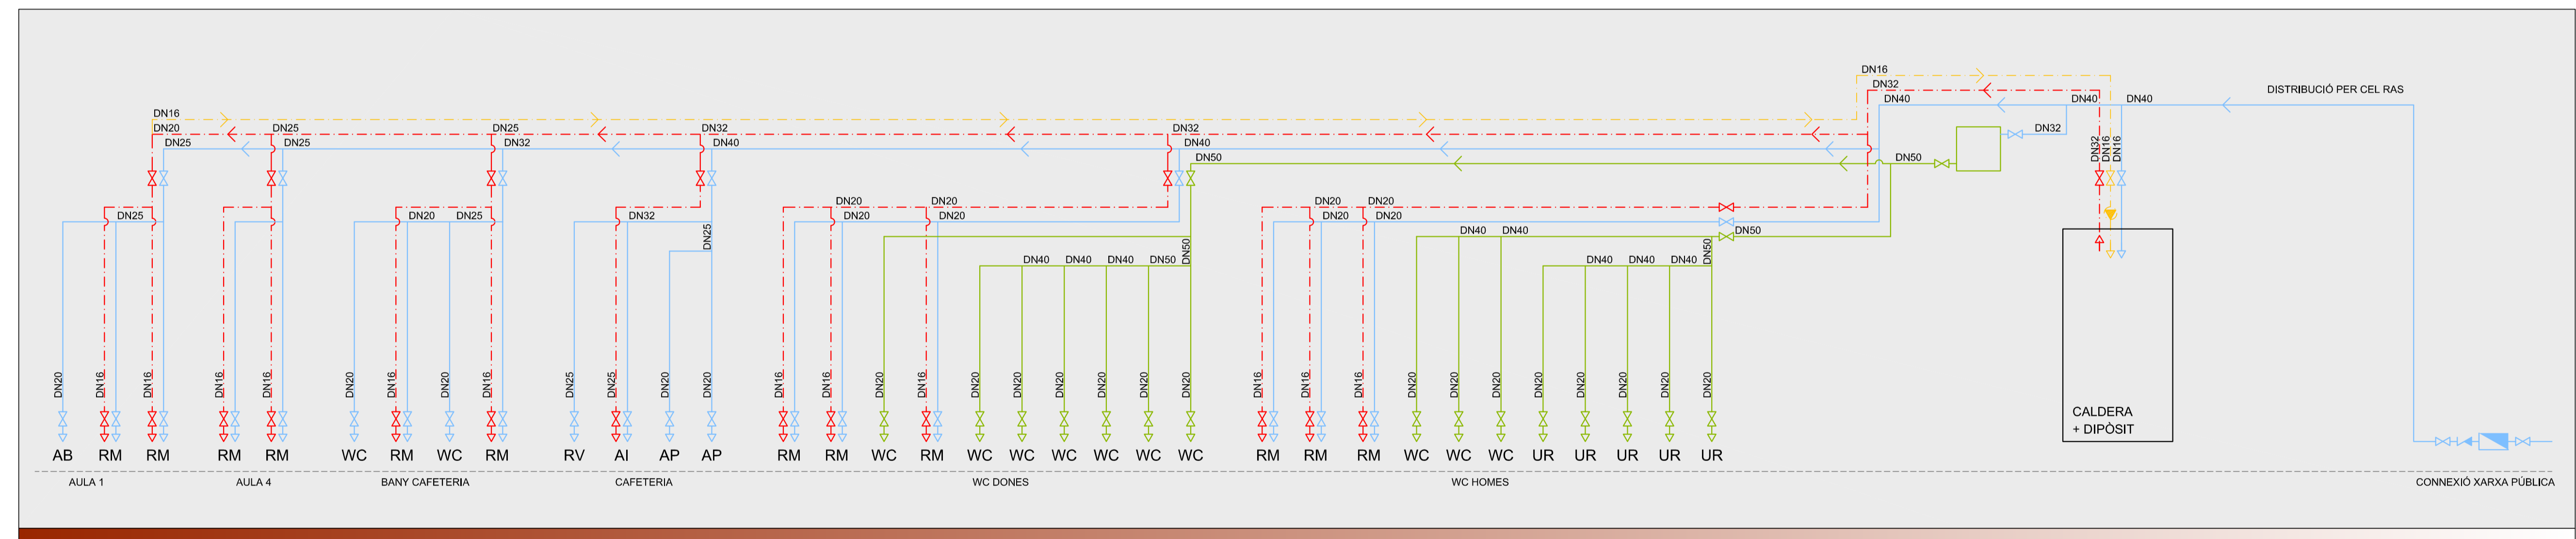 DN16
DN32
DISTRIBUCIÓ PER CEL RAS
DN40
DN40
DN40
DN16
DN20
DN25
DN25
DN32
DN32
DN32
DN25
DN25
DN32
DN40
DN40
DN50
DN50
DN32
DN16
DN16
DN20
DN20
DN20
DN20
DN25
DN20
DN25
DN32
DN20
DN20
DN20
DN20
DN25
DN50
DN40
DN40
DN50
DN50
DN40
DN40
DN40
DN50
DN40
DN40
DN40
DN20
DN16
DN16
DN16
DN16
DN20
DN16
DN20
DN16
DN25
DN25
DN20
DN20
DN16
DN16
DN20
DN16
DN20
DN20
DN20
DN20
DN20
DN20
DN16
DN16
DN16
DN20
DN20
DN20
DN20
DN20
DN20
DN20
DN20
CALDERA
+ DIPÒSIT
AB RM RM RM RM WC RM WC RM RV AI AP AP RM RM WC RM WC WC WC WC WC WC RM RM RM WC WC WC UR UR UR UR UR
AULA 1 AULA 4 BANY CAFETERIA CAFETERIA WC DONES WC HOMES CONNEXIÓ XARXA PÚBLICA